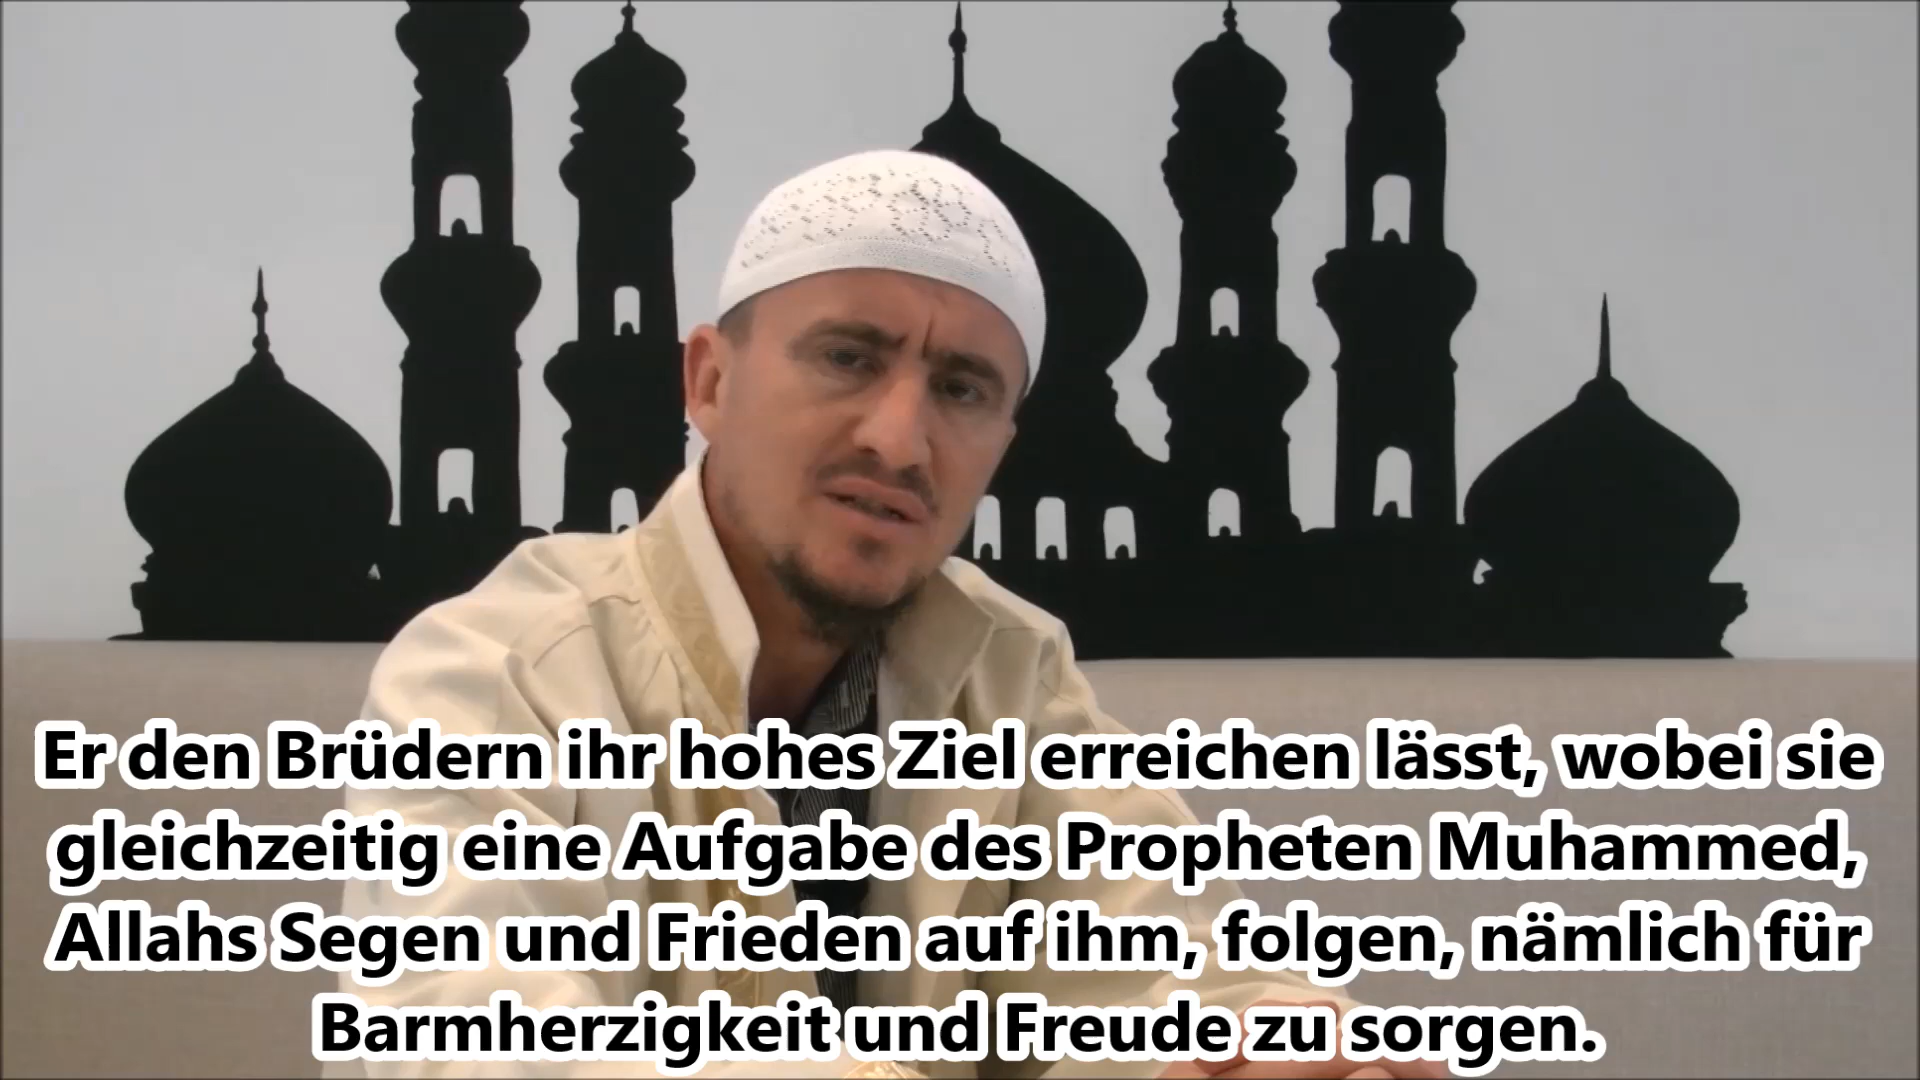 Er den Brüdern ihr hohes Ziel erreichen lässt, wobei sie
gleichzeitig eine Aufgabe des Propheten Muhammed,
Allahs Segen und Frieden auf ihm, folgen, nämlich für
Barmherzigkeit und Freude zu sorgen.